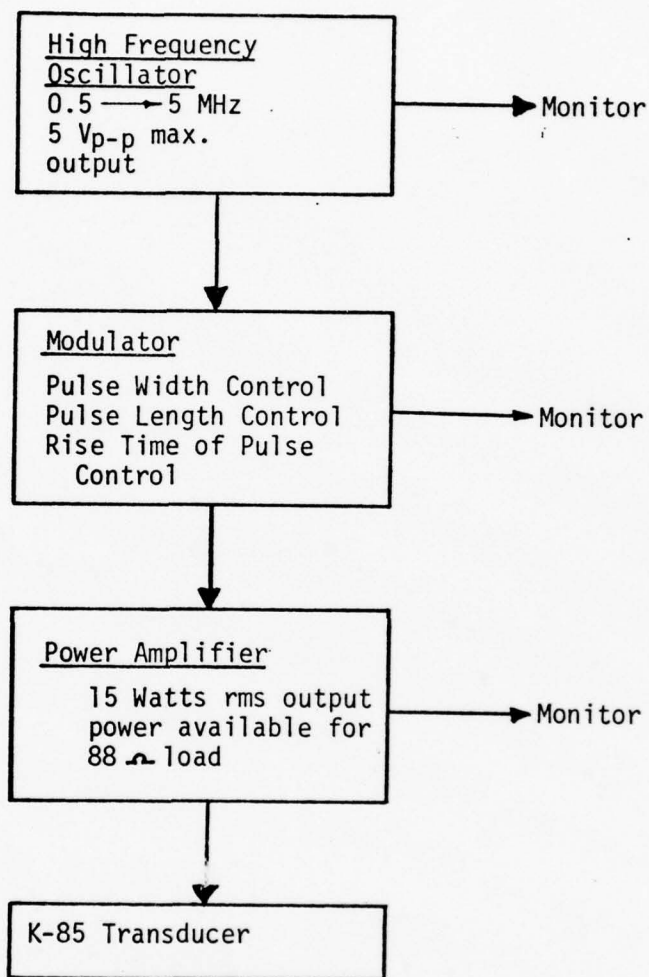 High Frequency
Oscillator
0.5 → 5 MHz
5 Vp-p max.
output
Monitor
Modulator
Pulse Width Control
Pulse Length Control
Rise Time of Pulse
Control
Monitor
Power Amplifier
15 Watts rms output
power available for
88 Ω load
Monitor
K-85 Transducer